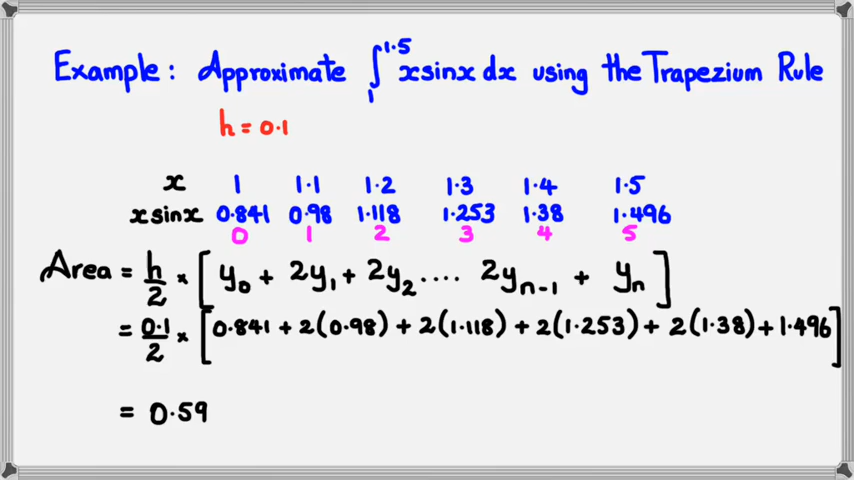 Example: Approximate ∫₁^1·5 x sinx dx using the Trapezium Rule
h = 0·1
x 1 1·1 1·2 1·3 1·4 1·5
x sinx 0·841 0·98 1·118 1·253 1·38 1·496
0 1 2 3 4 5
Area = h/2 × [y₀ + 2y₁ + 2y₂ .... 2yₙ₋₁ + yₙ]
= 0·1/2 × [0·841 + 2(0·98) + 2(1·118) + 2(1·253) + 2(1·38) + 1·496]
= 0·59